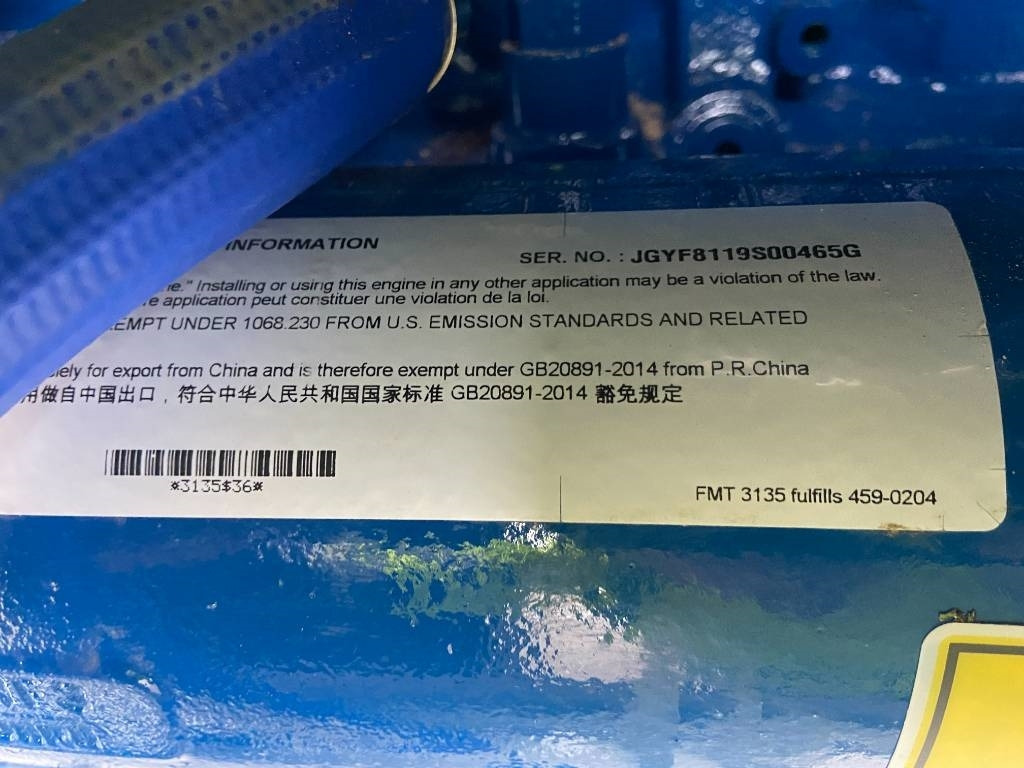 INFORMATION
SER. NO. : JGYF8119S00465G
Installing or using this engine in any other application may be a violation of the law.
application peut constituer une violation de la loi.
UNDER 1068.230 FROM U.S. EMISSION STANDARDS AND RELATED
for export from China and is therefore exempt under GB20891-2014 from P.R.China
用做自中国出口，符合中华人民共和国国家标准 GB20891-2014 豁免规定
*3135$36*
FMT 3135 fulfills 459-0204